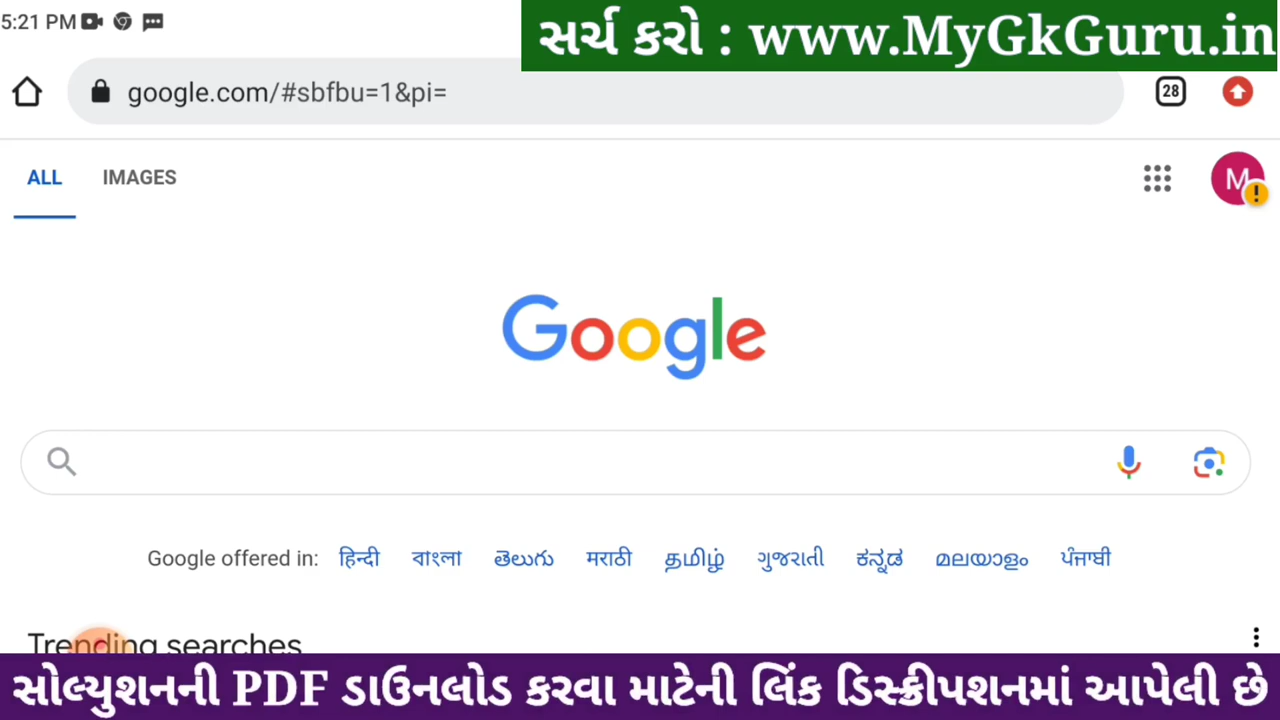 5:21 PM
સર્ચ કરો : www.MyGkGuru.in
google.com/#sbfbu=1&pi=
28
ALL IMAGES
M
Google
Google offered in: हिन्दी বাংলা తెలుగు मराठी தமிழ் ગુજરાતી ಕನ್ನಡ മലയാളം ਪੰਜਾਬੀ
Trending searches
સોલ્યુશનની PDF ડાઉનલોડ કરવા માટેની લિંક ડિસ્ક્રીપશનમાં આપેલી છે